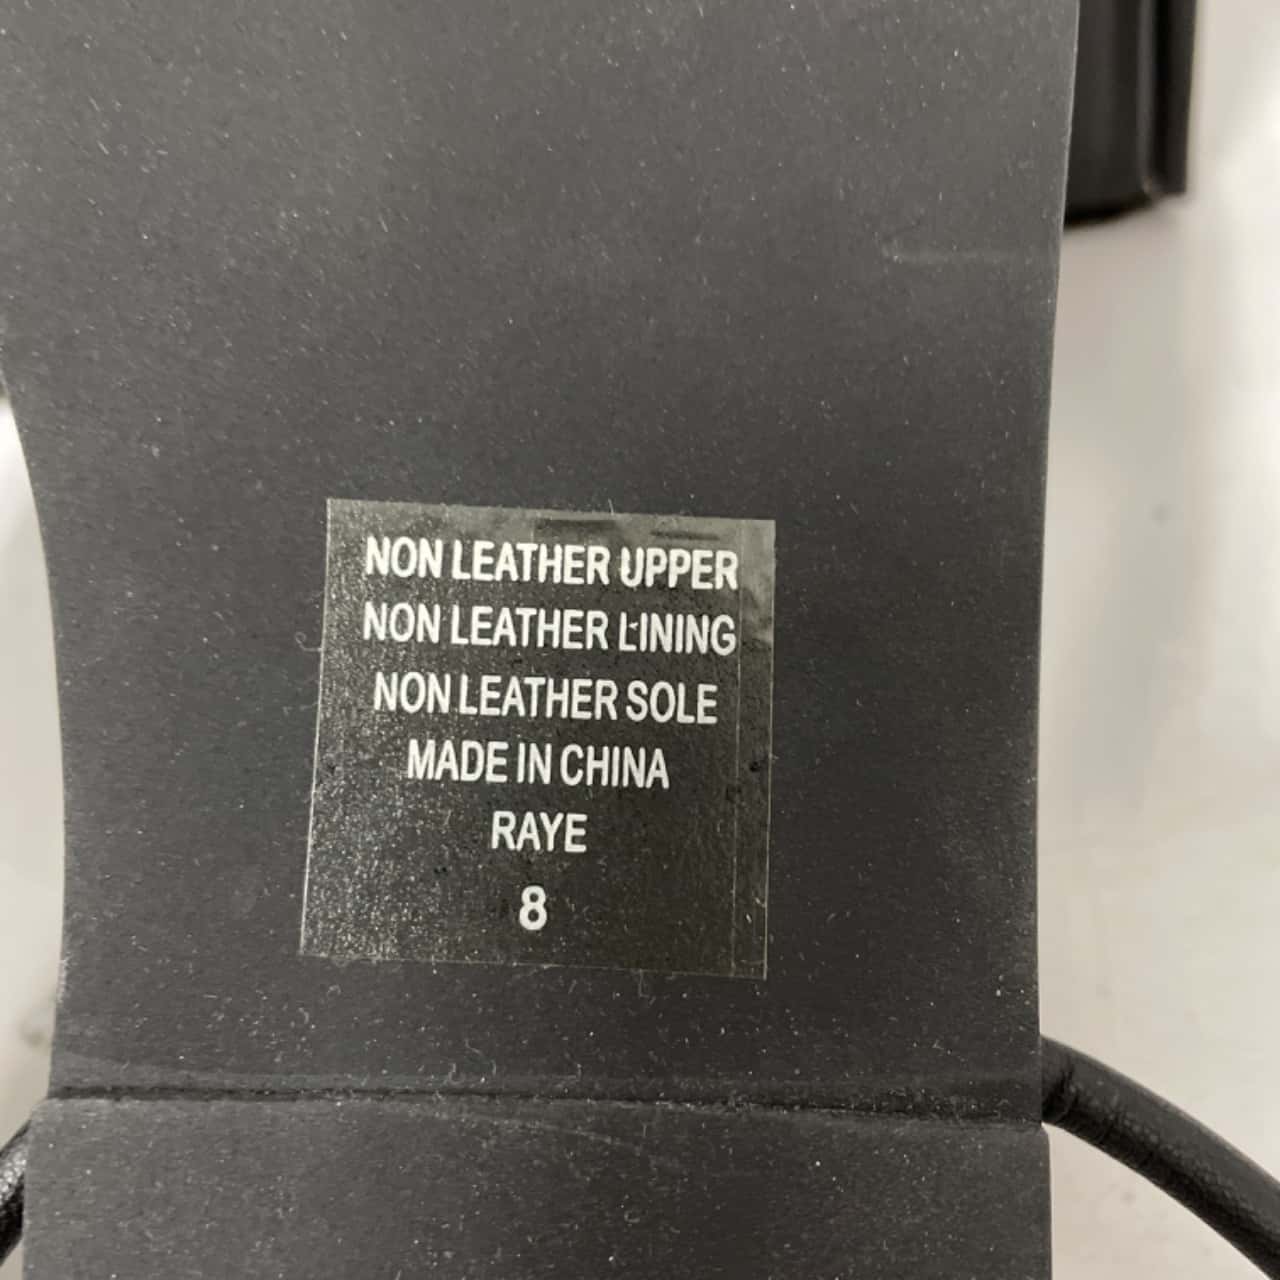 NON LEATHER UPPER
NON LEATHER LINING
NON LEATHER SOLE
MADE IN CHINA
RAYE
8